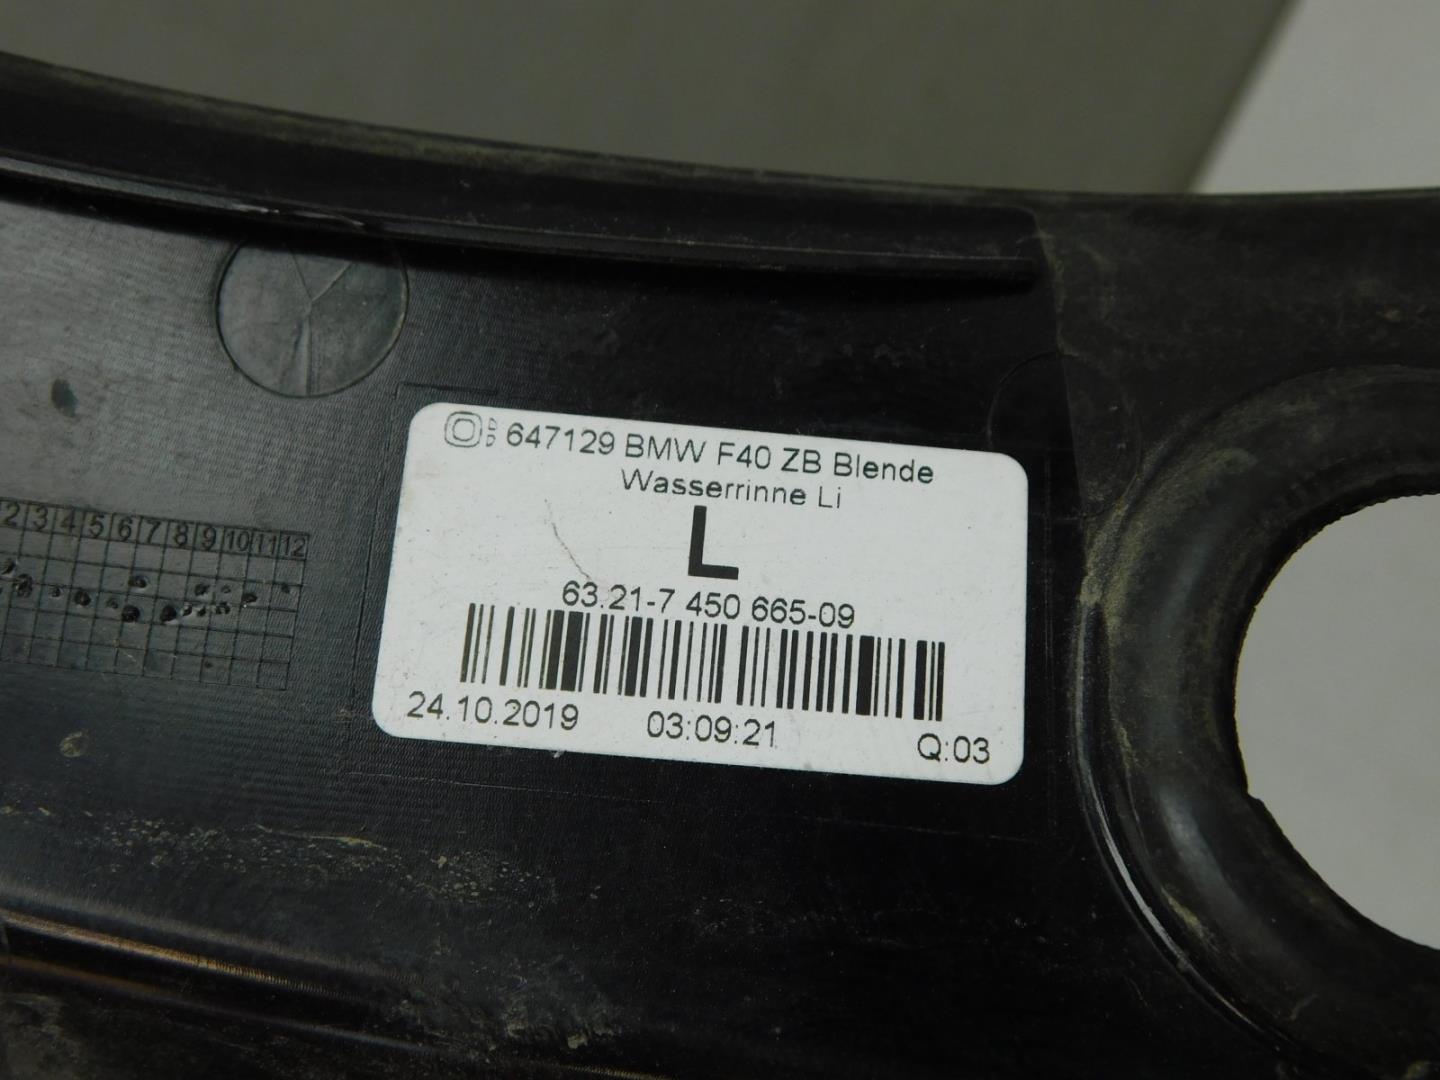 647129 BMW F40 ZB Blende
Wasserrinne Li
L
63.21-7 450 665-09
24.10.2019 03:09:21 Q:03
2 3 4 5 6 7 8 9 10 11 12